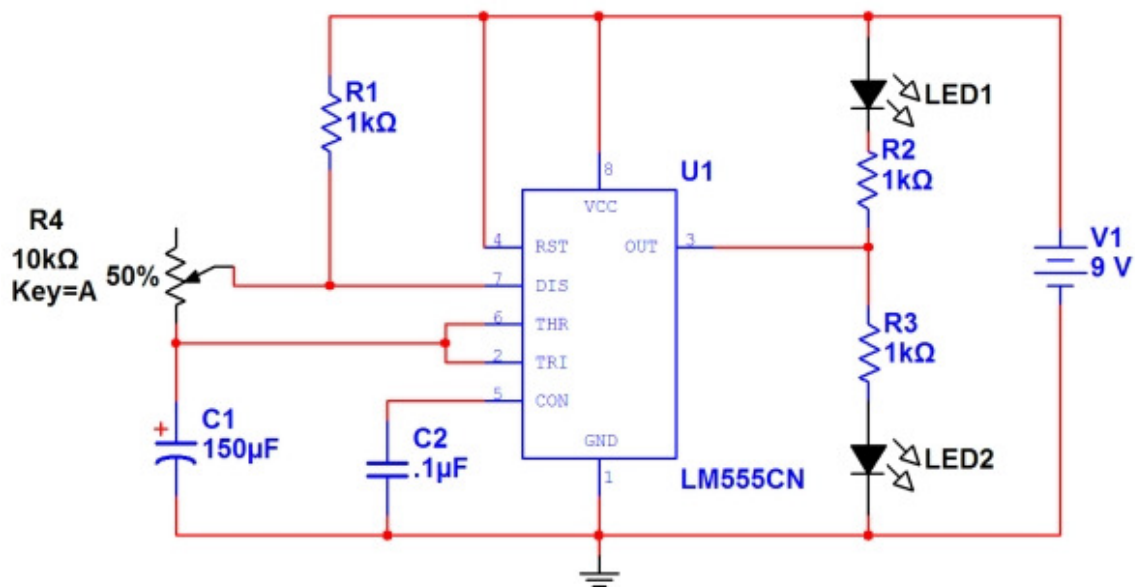 R1
1kΩ
R4
10kΩ
Key=A
50%
C1
150µF
+
C2
.1µF
U1
8
VCC
4
RST
OUT
3
7
DIS
6
THR
2
TRI
5
CON
GND
1
LM555CN
LED1
R2
1kΩ
R3
1kΩ
LED2
V1
9 V